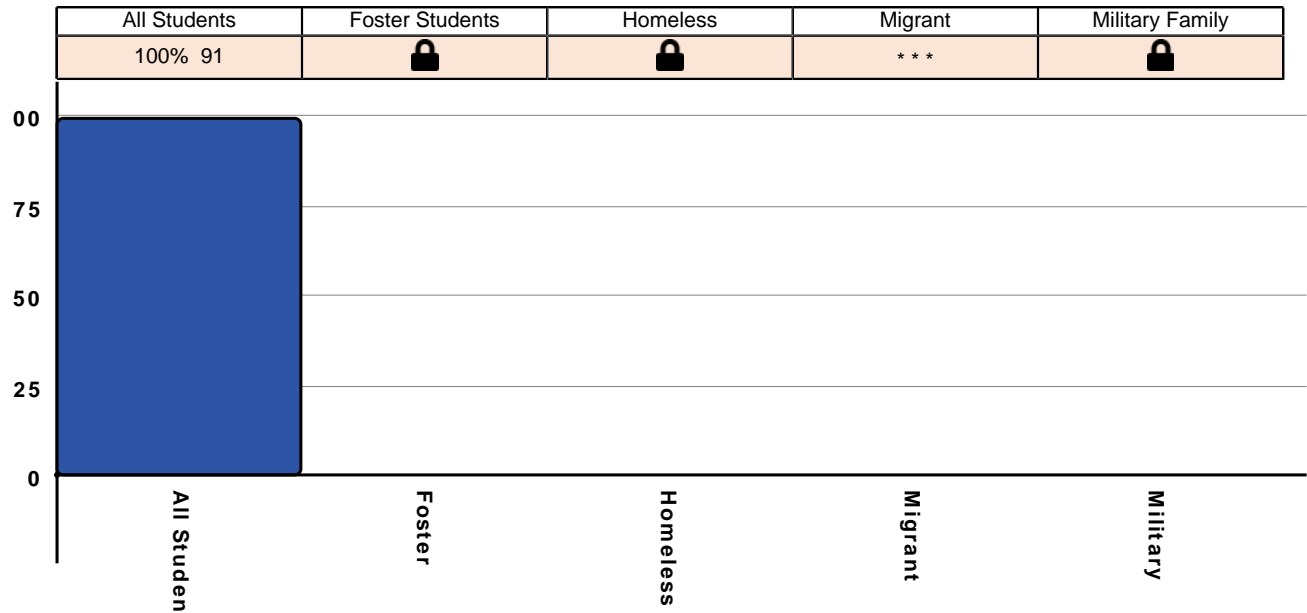 All Students Foster Students Homeless Migrant Military Family
100% 91 * * *
00
75
50
25
0
All Studen
Foster
Homeless
Migrant
Military